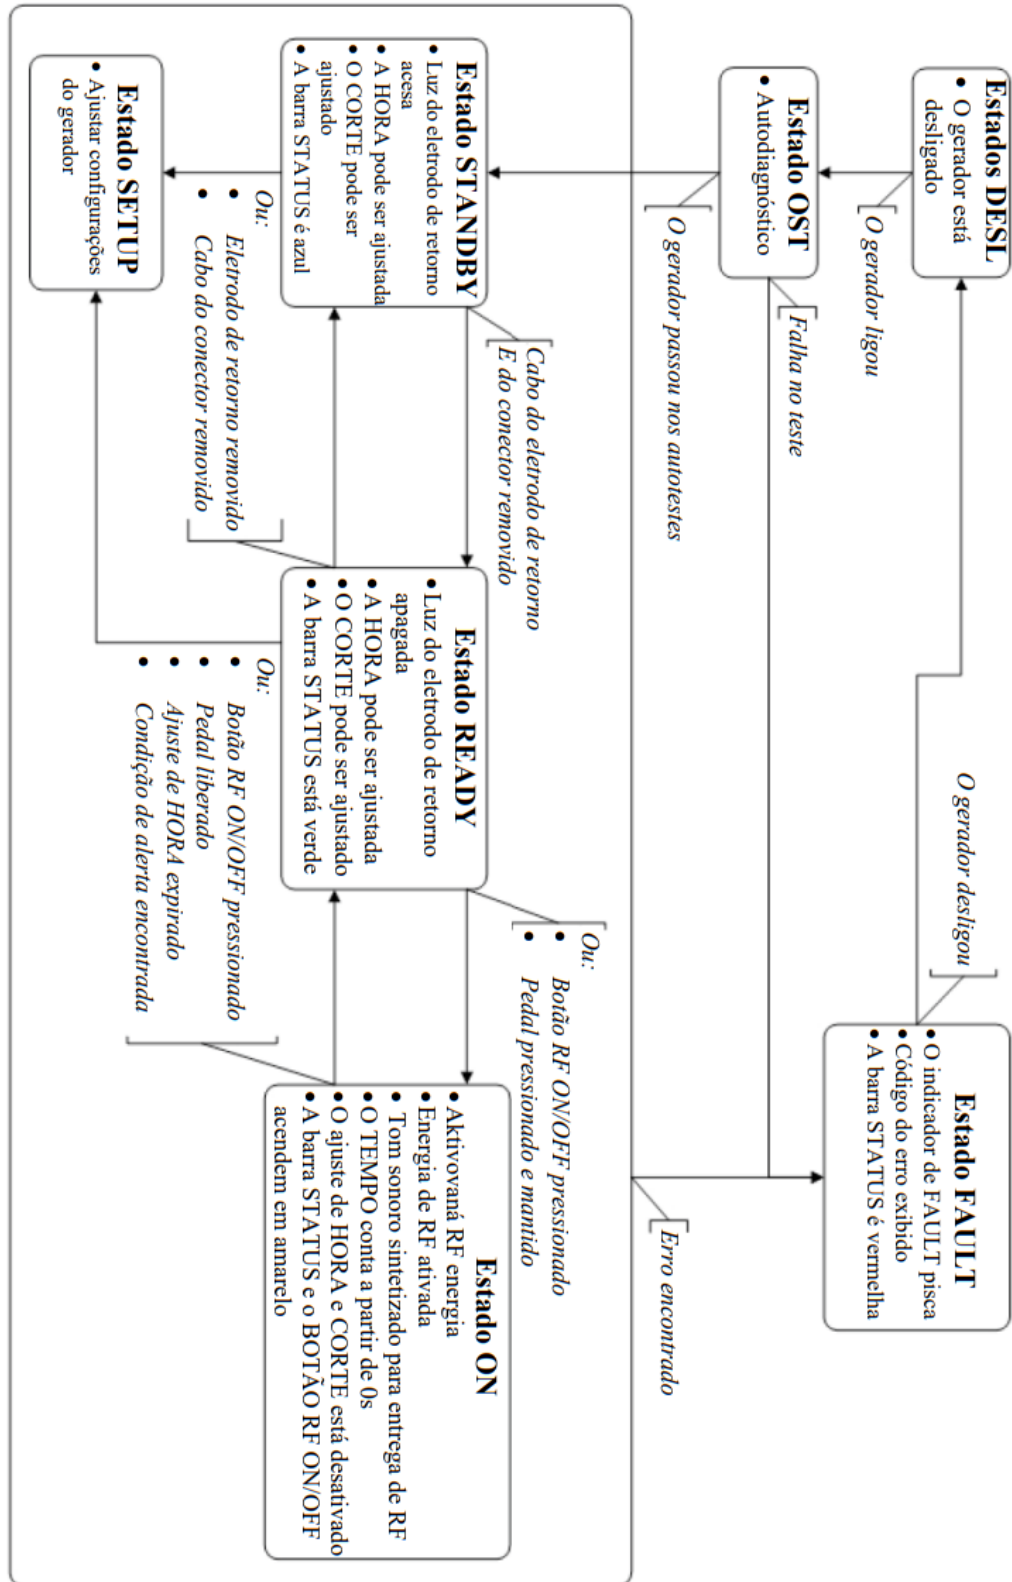 Estados DESL
• O gerador está
desligado
O gerador ligou
Estado OST
• Autodiagnóstico
Falha no teste
O gerador passou nos autotestes
O gerador desligou
Estado FAULT
• O indicador de FAULT pisca
• Código do erro exibido
• A barra STATUS é vermelha
Erro encontrado
Estado STANDBY
• Luz do eletrodo de retorno
acesa
• A HORA pode ser ajustada
• O CORTE pode ser
ajustado
• A barra STATUS é azul
Cabo do eletrodo de retorno
E do conector removido
Estado READY
• Luz do eletrodo de retorno
apagada
• A HORA pode ser ajustada
• O CORTE pode ser ajustado
• A barra STATUS está verde
Ou:
• Botão RF ON/OFF pressionado
• Pedal pressionado e mantido
Estado ON
• Aktivovaná RF energia
• Energia de RF ativada
• Tom sonoro sintetizado para entrega de RF
• O TEMPO conta a partir de 0s
• O ajuste de HORA e CORTE está desativado
• A barra STATUS e o BOTÃO RF ON/OFF
acendem em amarelo
Ou:
• Eletrodo de retorno removido
• Cabo do conector removido
Ou:
• Botão RF ON/OFF pressionado
• Pedal liberado
• Ajuste de HORA expirado
• Condição de alerta encontrada
Estado SETUP
• Ajustar configurações
do gerador